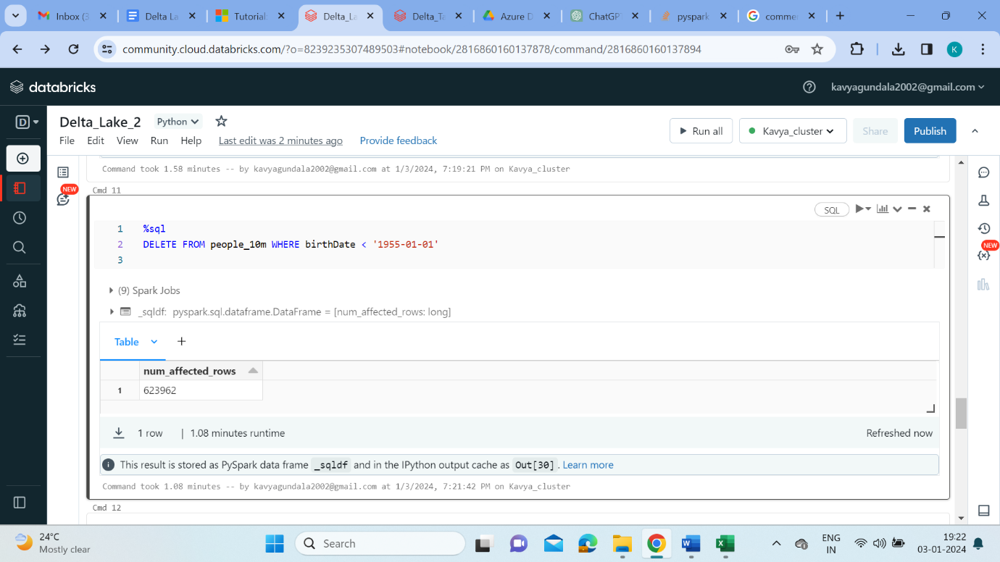 Inbox (3
Delta La
Tutorial:
Delta_La
Delta_Ta
Azure D
ChatGP
pyspark
comme
community.cloud.databricks.com/?o=8239235307489503#notebook/2816860160137878/command/2816860160137894
K
databricks
kavyagundala2002@gmail.com
D
Delta_Lake_2
Python
File Edit View Run Help Last edit was 2 minutes ago Provide feedback
Run all
Kavya_cluster
Share
Publish
NEW
NEW
Command took 1.58 minutes -- by kavyagundala2002@gmail.com at 1/3/2024, 7:19:21 PM on Kavya_cluster
Cmd 11
SQL
1 %sql
2 DELETE FROM people_10m WHERE birthDate < '1955-01-01'
3
(9) Spark Jobs
_sqldf: pyspark.sql.dataframe.DataFrame = [num_affected_rows: long]
Table
num_affected_rows
1 623962
1 row | 1.08 minutes runtime
Refreshed now
This result is stored as PySpark data frame _sqldf and in the IPython output cache as Out[30] . Learn more
Command took 1.08 minutes -- by kavyagundala2002@gmail.com at 1/3/2024, 7:21:42 PM on Kavya_cluster
Cmd 12
24°C
Mostly clear
Search
ENG
IN
19:22
03-01-2024